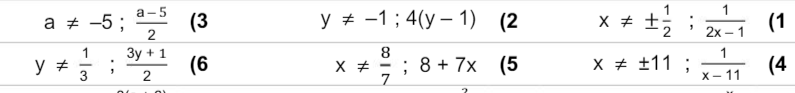 1) x ≠ ±1/2 ; 1/(2x − 1)   2) y ≠ −1 ; 4(y − 1)   3) a ≠ −5 ; (a − 5)/2
4) x ≠ ±11 ; 1/(x − 11)   5) x ≠ 8/7 ; 8 + 7x   6) y ≠ 1/3 ; (3y + 1)/2